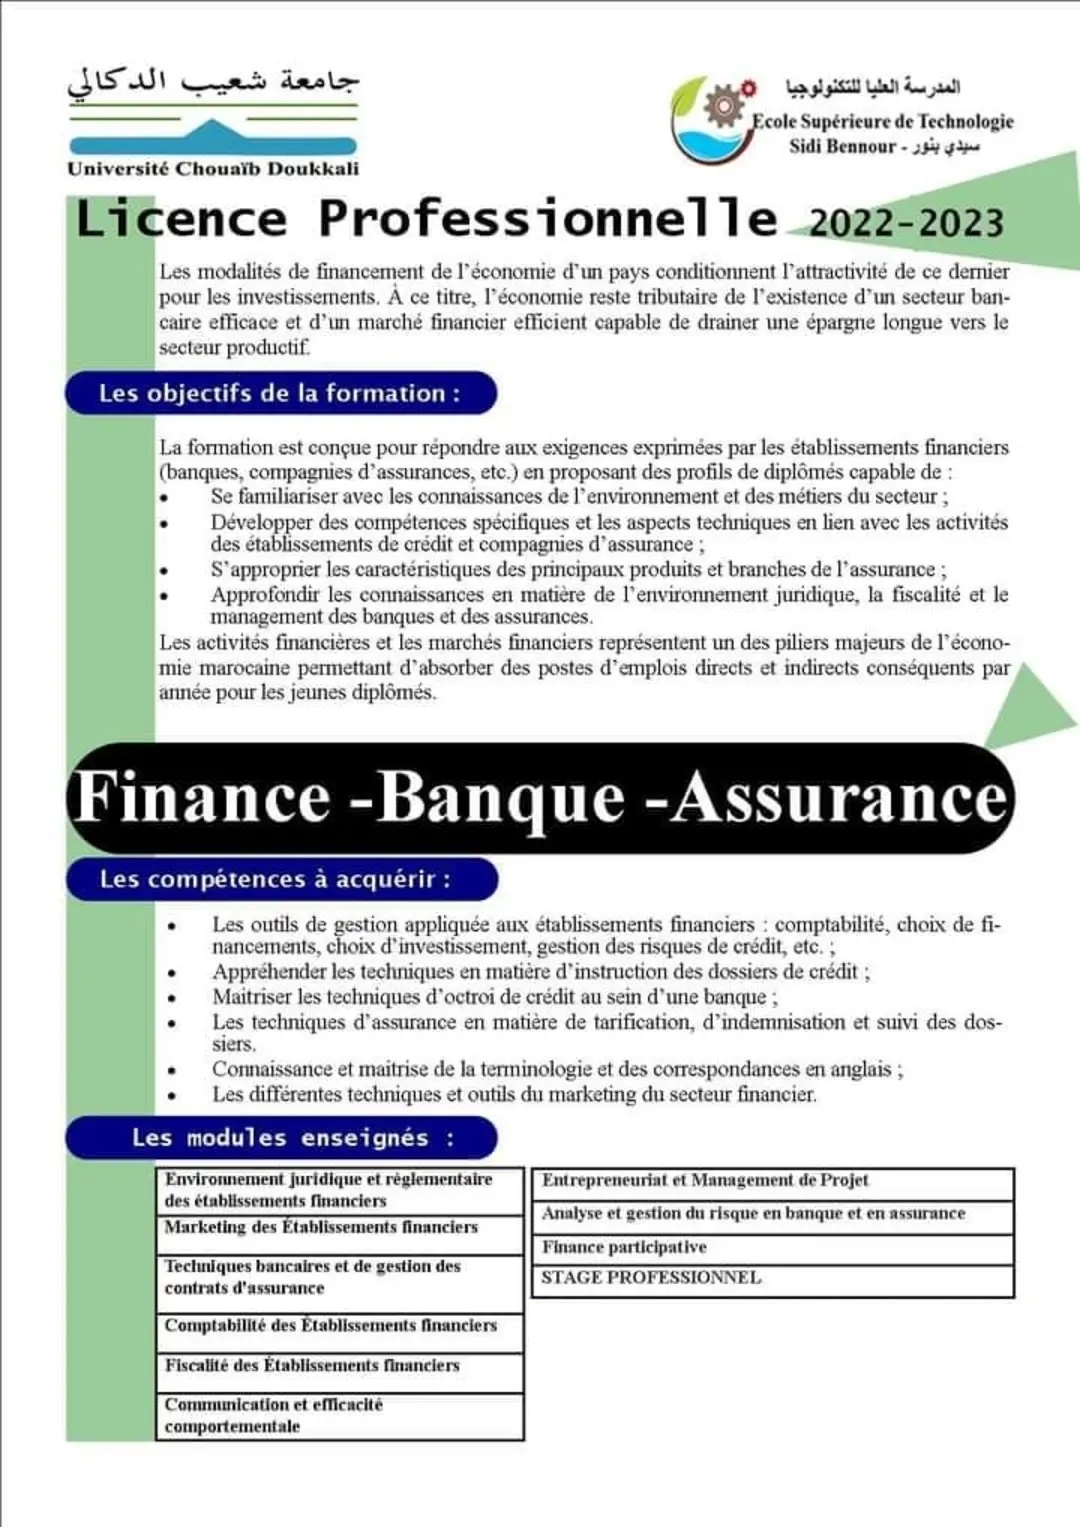 جامعة شعيب الدكالي
Université Chouaïb Doukkali
المدرسة العليا للتكنولوجيا
Ecole Supérieure de Technologie
Sidi Bennour - سيدي بنور
Licence Professionnelle 2022-2023
Les modalités de financement de l'économie d'un pays conditionnent l'attractivité de ce dernier
pour les investissements. À ce titre, l'économie reste tributaire de l'existence d'un secteur ban-
caire efficace et d'un marché financier efficient capable de drainer une épargne longue vers le
secteur productif.
Les objectifs de la formation :
La formation est conçue pour répondre aux exigences exprimées par les établissements financiers
(banques, compagnies d'assurances, etc.) en proposant des profils de diplômés capable de :
• Se familiariser avec les connaissances de l'environnement et des métiers du secteur ;
• Développer des compétences spécifiques et les aspects techniques en lien avec les activités
des établissements de crédit et compagnies d'assurance ;
• S'approprier les caractéristiques des principaux produits et branches de l'assurance ;
• Approfondir les connaissances en matière de l'environnement juridique, la fiscalité et le
management des banques et des assurances.
Les activités financières et les marchés financiers représentent un des piliers majeurs de l'écono-
mie marocaine permettant d'absorber des postes d'emplois directs et indirects conséquents par
année pour les jeunes diplômés.
Finance -Banque -Assurance
Les compétences à acquérir :
• Les outils de gestion appliquée aux établissements financiers : comptabilité, choix de fi-
nancements, choix d'investissement, gestion des risques de crédit, etc. ;
• Appréhender les techniques en matière d'instruction des dossiers de crédit ;
• Maitriser les techniques d'octroi de crédit au sein d'une banque ;
• Les techniques d'assurance en matière de tarification, d'indemnisation et suivi des dos-
siers.
• Connaissance et maitrise de la terminologie et des correspondances en anglais ;
• Les différentes techniques et outils du marketing du secteur financier.
Les modules enseignés :
Environnement juridique et réglementaire
des établissements financiers
Marketing des Établissements financiers
Techniques bancaires et de gestion des
contrats d'assurance
Comptabilité des Établissements financiers
Fiscalité des Établissements financiers
Communication et efficacité
comportementale
Entrepreneuriat et Management de Projet
Analyse et gestion du risque en banque et en assurance
Finance participative
STAGE PROFESSIONNEL